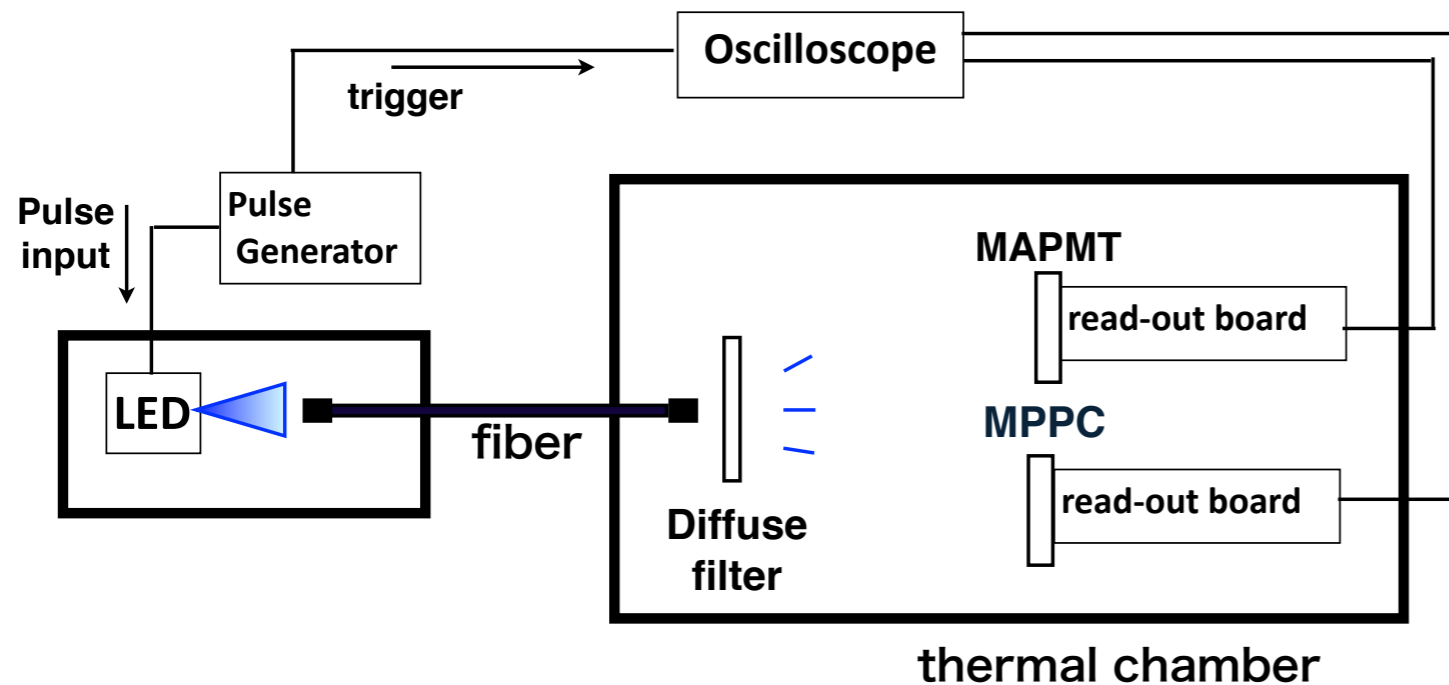 Oscilloscope
trigger
Pulse
input
Pulse
Generator
MAPMT
read-out board
LED
fiber
MPPC
read-out board
Diffuse
filter
thermal chamber